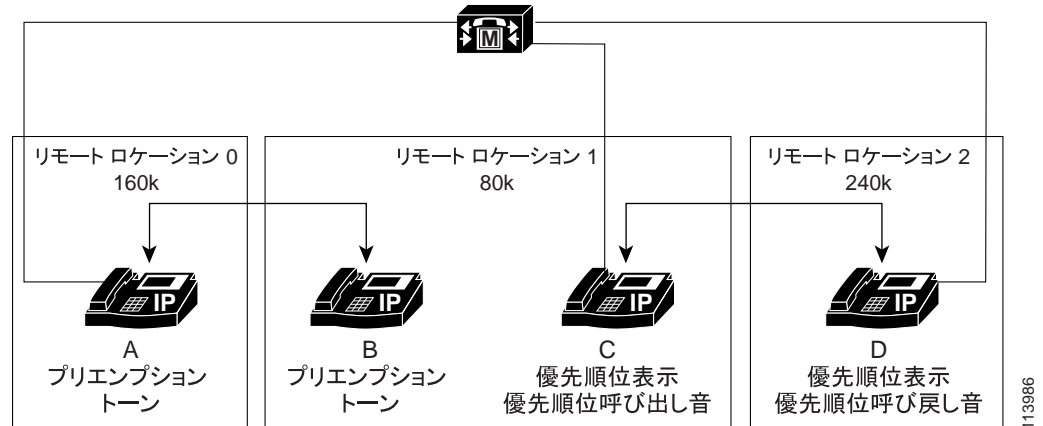 M
リモート ロケーション 0
160k
リモート ロケーション 1
80k
リモート ロケーション 2
240k
IP
IP
IP
IP
A
プリエンプション
トーン
B
プリエンプション
トーン
C
優先順位表示
優先順位呼び出し音
D
優先順位表示
優先順位呼び戻し音
113986